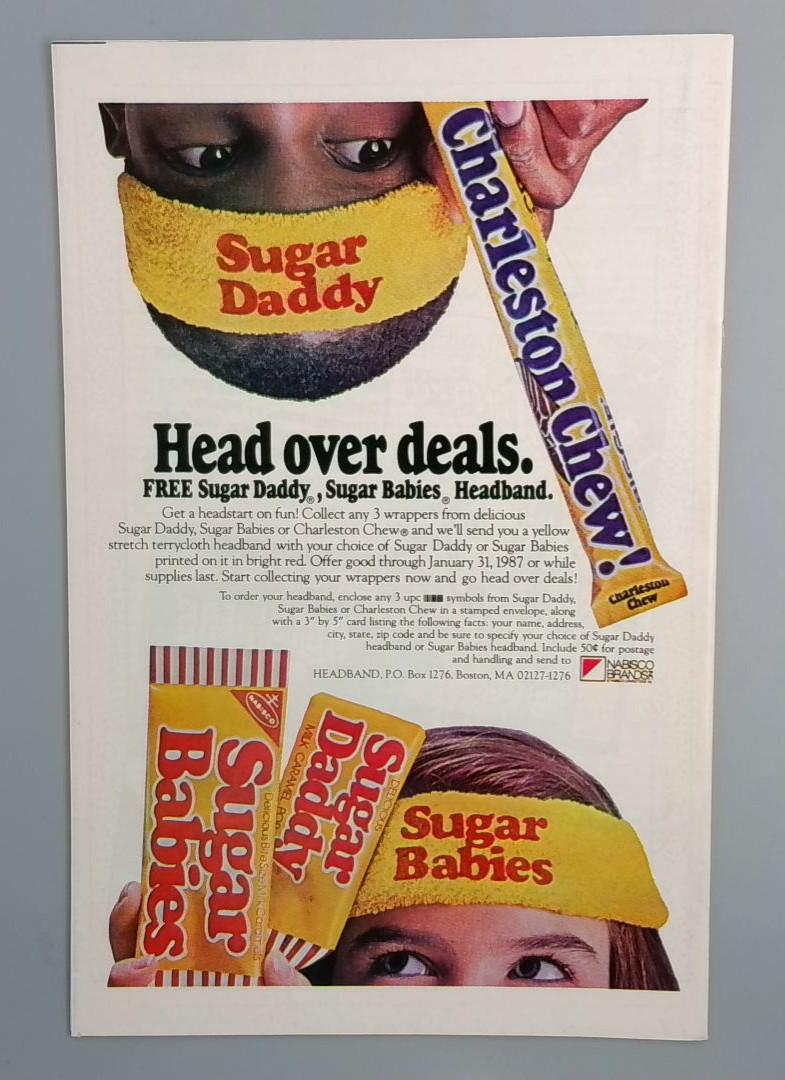 Sugar
Daddy
Charleston Chew!
Charleston
Chew
Head over deals.
FREE Sugar Daddy®, Sugar Babies® Headband.
Get a headstart on fun! Collect any 3 wrappers from delicious
Sugar Daddy, Sugar Babies or Charleston Chew® and we'll send you a yellow
stretch terrycloth headband with your choice of Sugar Daddy or Sugar Babies
printed on it in bright red. Offer good through January 31, 1987 or while
supplies last. Start collecting your wrappers now and go head over deals!
To order your headband, enclose any 3 upc symbols from Sugar Daddy,
Sugar Babies or Charleston Chew in a stamped envelope, along
with a 3" by 5" card listing the following facts: your name, address,
city, state, zip code and be sure to specify your choice of Sugar Daddy
headband or Sugar Babies headband. Include 50¢ for postage
and handling and send to
HEADBAND, P.O. Box 1276, Boston, MA 02127-1276
NABISCO
BRANDS
NABISCO
Sugar
Babies
Delicious Bite Size Milk Caramels
DELICIOUS
Sugar
Daddy
MILK CARAMEL POP
Sugar
Babies